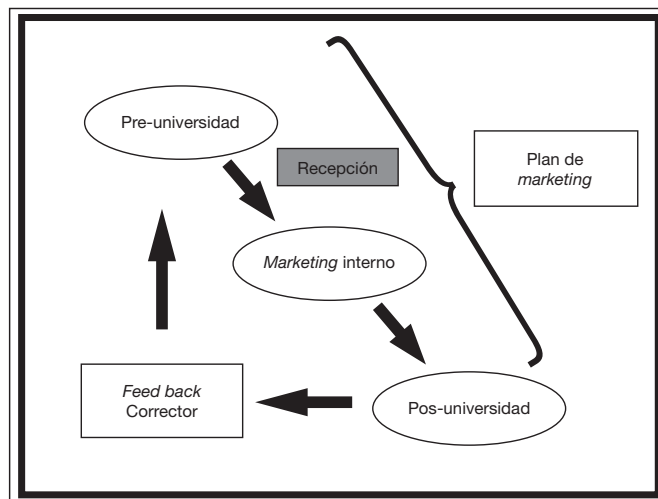 Pre-universidad
Recepción
Plan de
marketing
Marketing interno
Feed back
Corrector
Pos-universidad